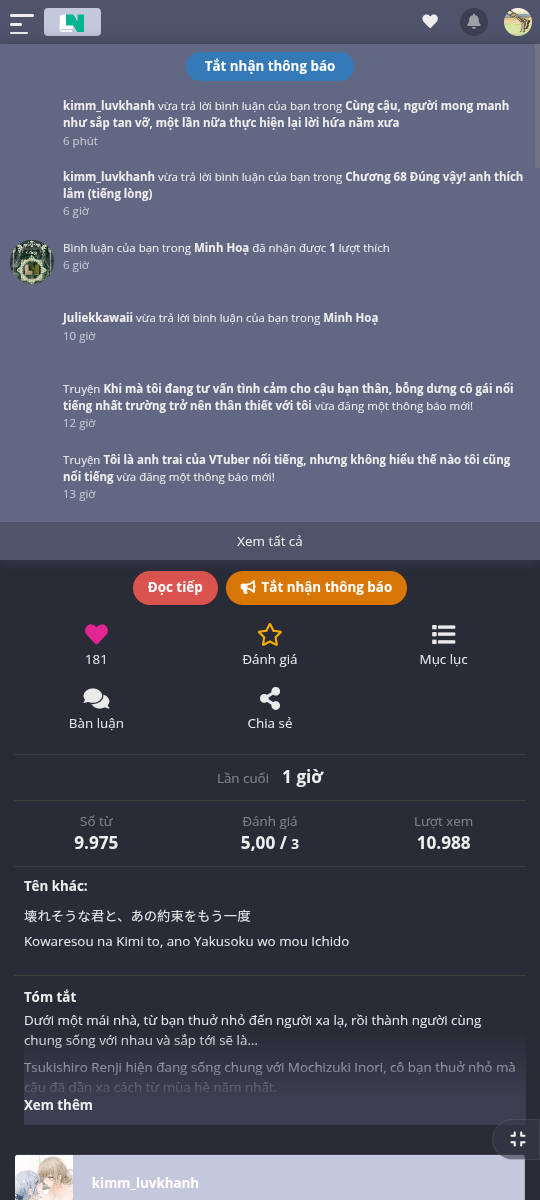 Tắt nhận thông báo
kimm_luvkhanh vừa trả lời bình luận của bạn trong Cùng cậu, người mong manh
như sắp tan vỡ, một lần nữa thực hiện lại lời hứa năm xưa
6 phút
kimm_luvkhanh vừa trả lời bình luận của bạn trong Chương 68 Đúng vậy! anh thích
lắm (tiếng lòng)
6 giờ
Bình luận của bạn trong Minh Hoạ đã nhận được 1 lượt thích
6 giờ
Juliekkawaii vừa trả lời bình luận của bạn trong Minh Hoạ
10 giờ
Truyện Khi mà tôi đang tư vấn tình cảm cho cậu bạn thân, bỗng dưng cô gái nổi
tiếng nhất trường trở nên thân thiết với tôi vừa đăng một thông báo mới!
12 giờ
Truyện Tôi là anh trai của VTuber nổi tiếng, nhưng không hiểu thế nào tôi cũng
nổi tiếng vừa đăng một thông báo mới!
13 giờ
Xem tất cả
Đọc tiếp
Tắt nhận thông báo
181
Đánh giá
Mục lục
Bàn luận
Chia sẻ
Lần cuối 1 giờ
Số từ
Đánh giá
Lượt xem
9.975
5,00 / 3
10.988
Tên khác:
壊れそうな君と、あの約束をもう一度
Kowaresou na Kimi to, ano Yakusoku wo mou Ichido
Tóm tắt
Dưới một mái nhà, từ bạn thuở nhỏ đến người xa lạ, rồi thành người cùng
chung sống với nhau và sắp tới sẽ là...
Tsukishiro Renji hiện đang sống chung với Mochizuki Inori, cô bạn thuở nhỏ mà
cậu đã dần xa cách từ mùa hè năm nhất.
Xem thêm
kimm_luvkhanh